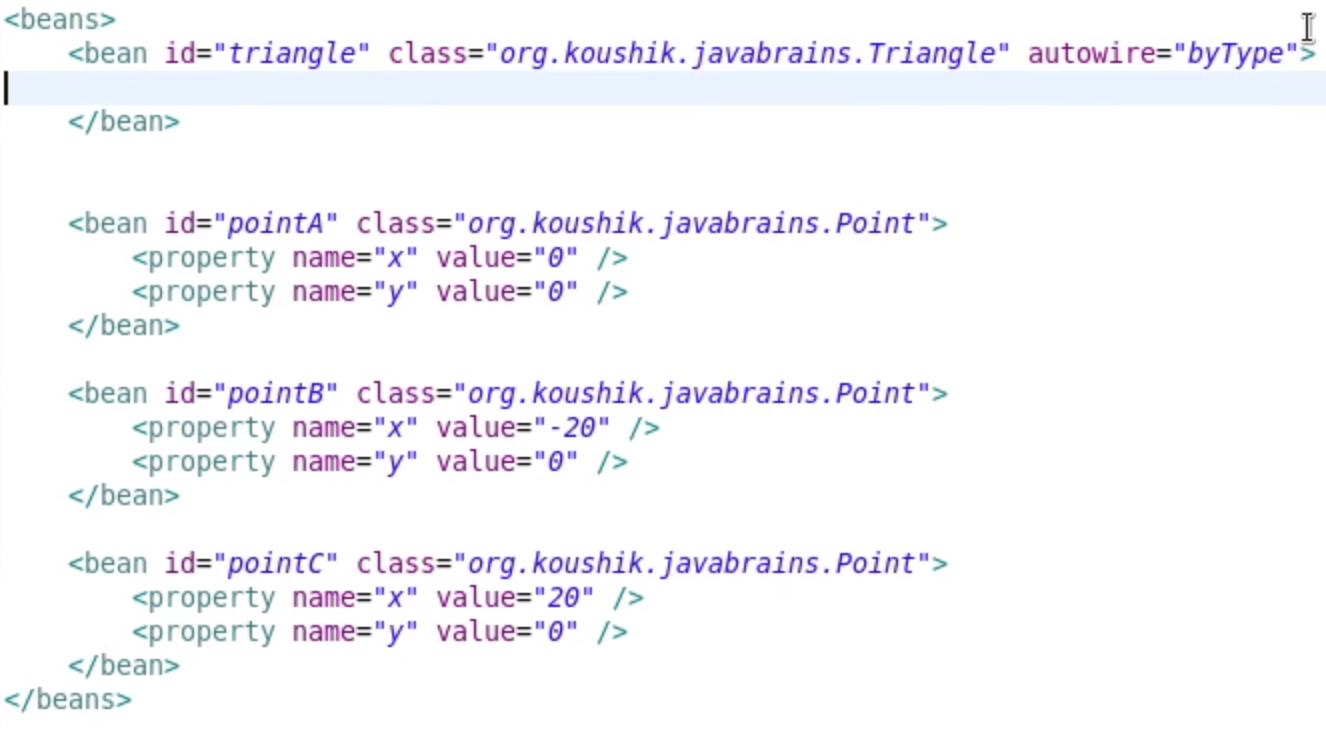 <beans>
    <bean id="triangle" class="org.koushik.javabrains.Triangle" autowire="byType">
    </bean>
    <bean id="pointA" class="org.koushik.javabrains.Point">
        <property name="x" value="0" />
        <property name="y" value="0" />
    </bean>
    <bean id="pointB" class="org.koushik.javabrains.Point">
        <property name="x" value="-20" />
        <property name="y" value="0" />
    </bean>
    <bean id="pointC" class="org.koushik.javabrains.Point">
        <property name="x" value="20" />
        <property name="y" value="0" />
    </bean>
</beans>